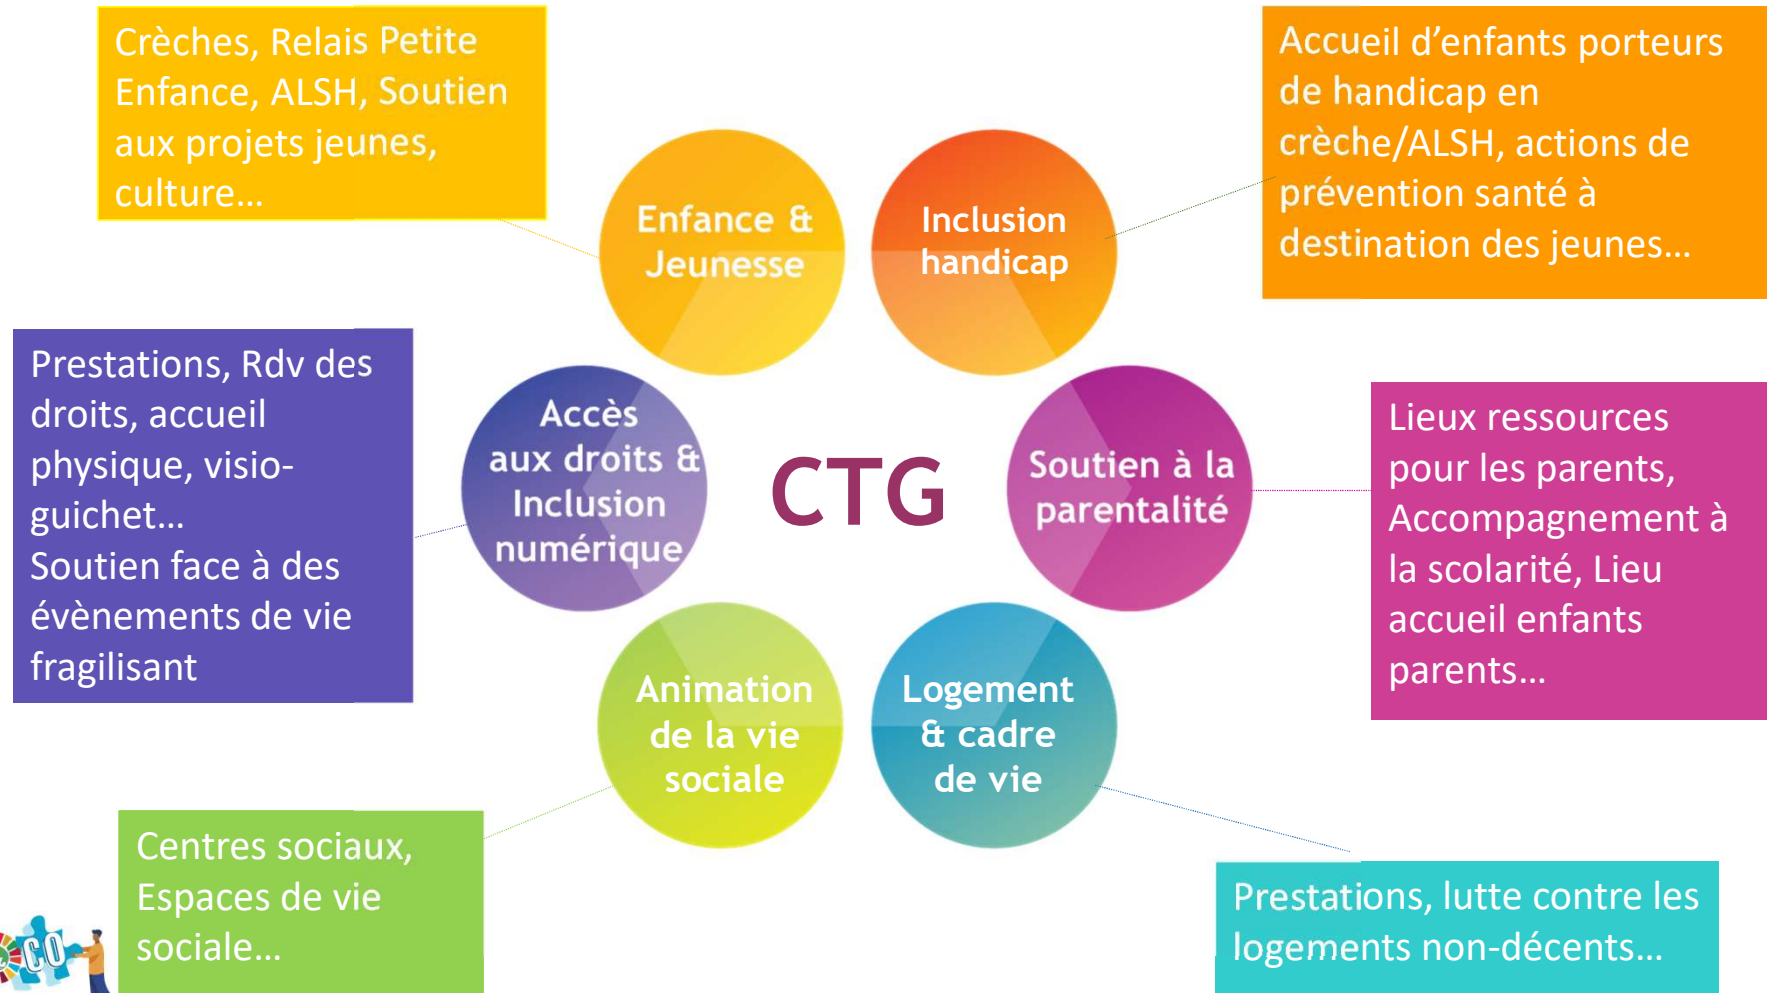 Crèches, Relais Petite
Enfance, ALSH, Soutien
aux projets jeunes,
culture…
Accueil d’enfants porteurs
de handicap en
crèche/ALSH, actions de
prévention santé à
destination des jeunes…
Enfance &
Jeunesse
Inclusion
handicap
Prestations, Rdv des
droits, accueil
physique, visio-
guichet…
Soutien face à des
évènements de vie
fragilisant
Accès
aux droits &
Inclusion
numérique
CTG
Soutien à la
parentalité
Lieux ressources
pour les parents,
Accompagnement à
la scolarité, Lieu
accueil enfants
parents…
Animation
de la vie
sociale
Logement
& cadre
de vie
Centres sociaux,
Espaces de vie
sociale…
Prestations, lutte contre les
logements non-décents…
CO